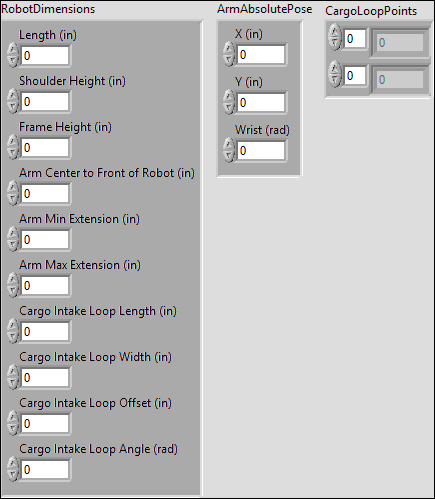 RobotDimensions
Length (in)
0
Shoulder Height (in)
0
Frame Height (in)
0
Arm Center to Front of Robot (in)
0
Arm Min Extension (in)
0
Arm Max Extension (in)
0
Cargo Intake Loop Length (in)
0
Cargo Intake Loop Width (in)
0
Cargo Intake Loop Offset (in)
0
Cargo Intake Loop Angle (rad)
0
ArmAbsolutePose
X (in)
0
Y (in)
0
Wrist (rad)
0
CargoLoopPoints
0 0
0 0